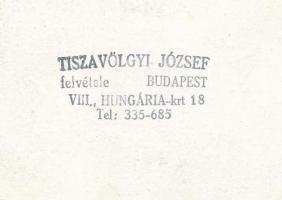 TISZAVÖLGYI JÓZSEF
felvétele BUDAPEST
VIII., HUNGÁRIA-krt 18
Tel: 335-685